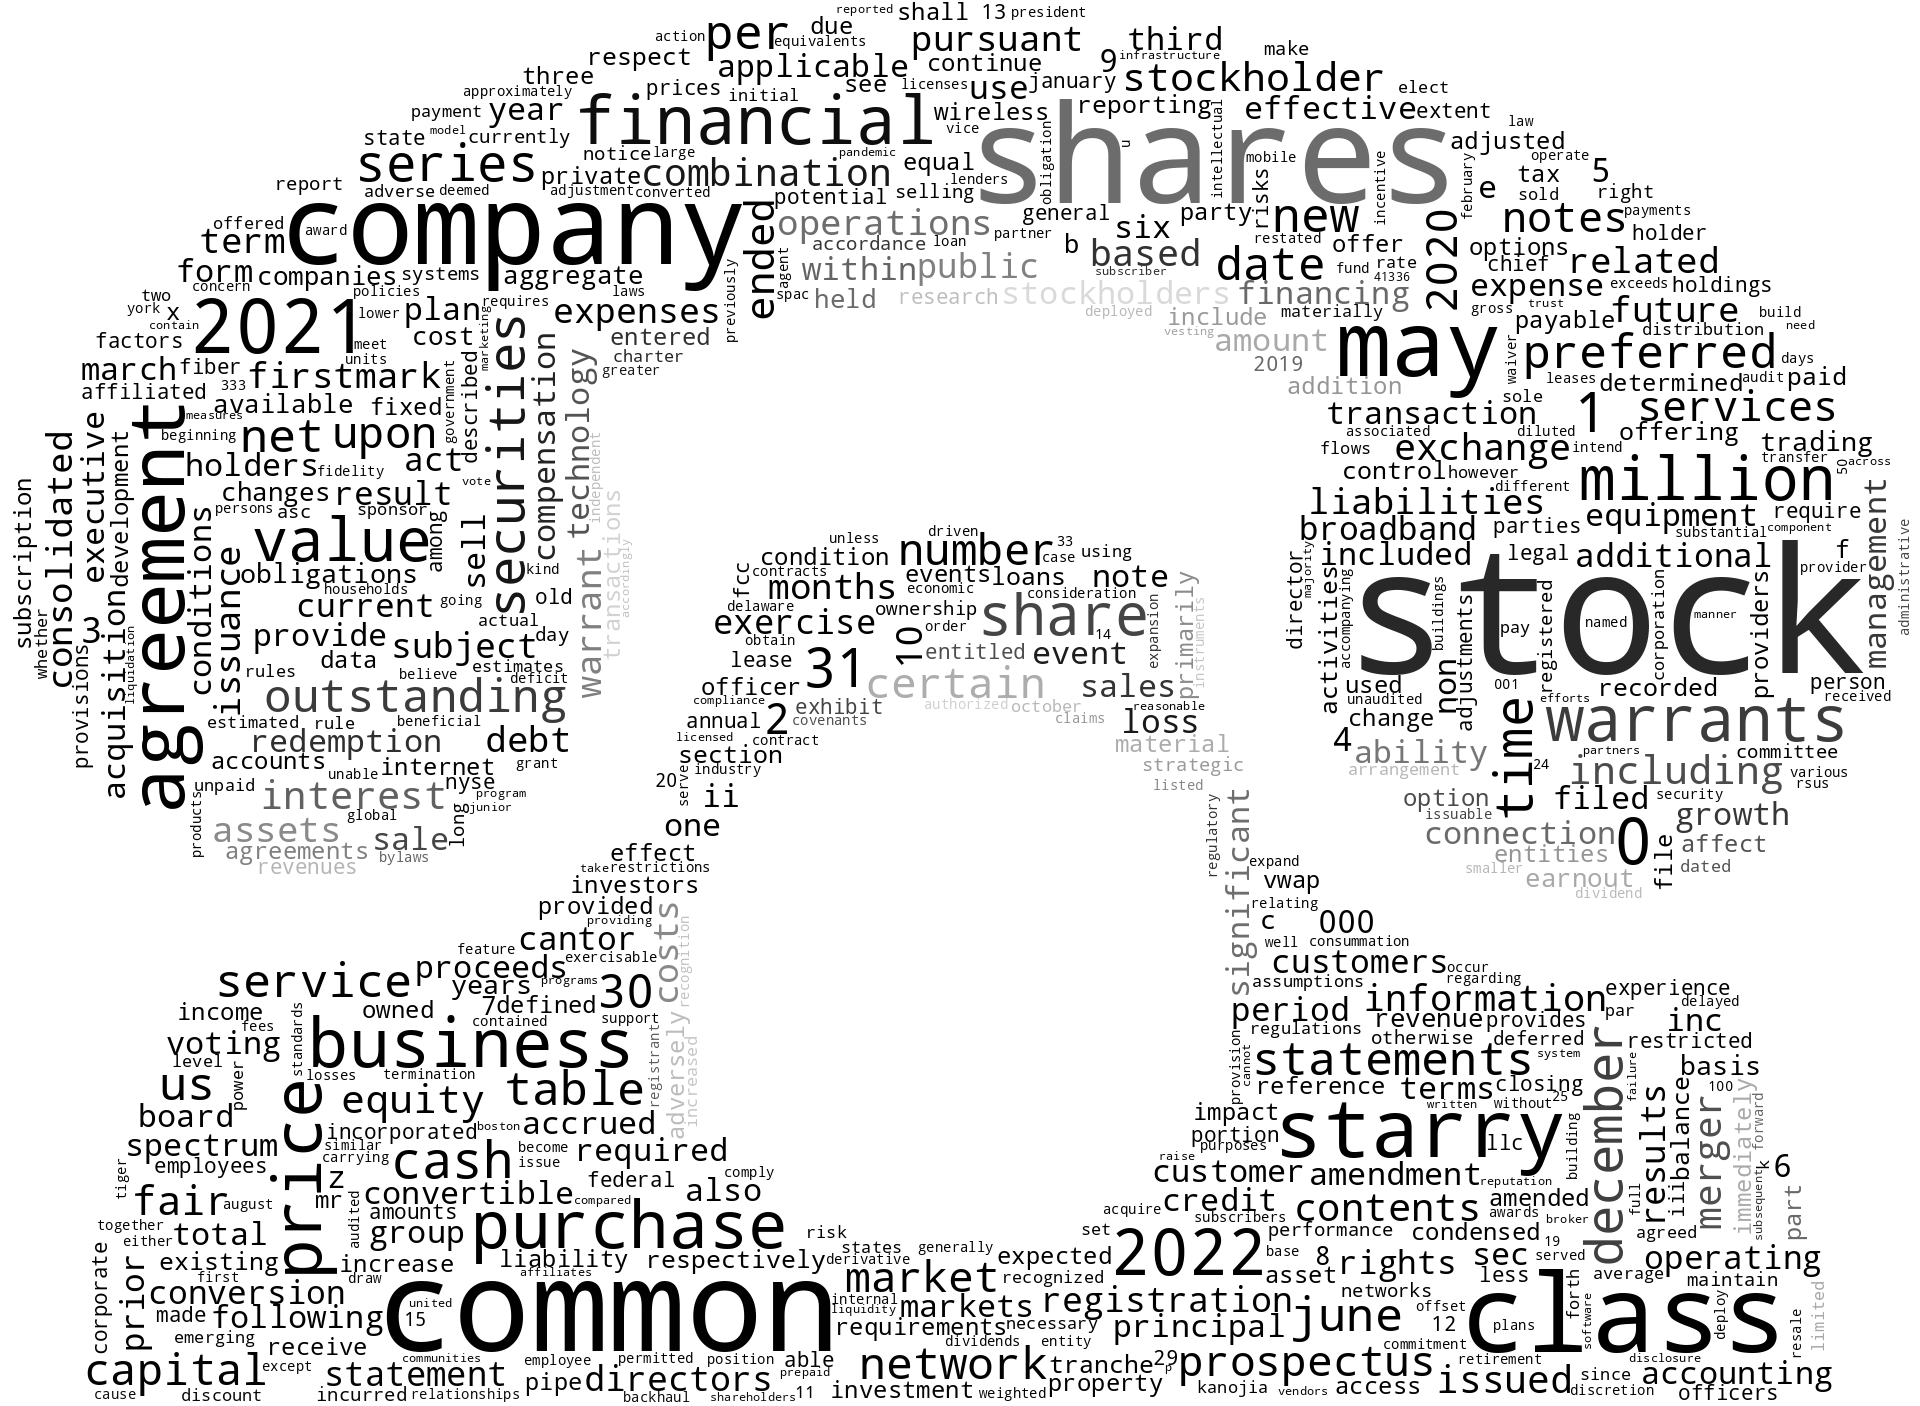 reported shall 13 president
action per due equivalents pursuant third
respect applicable continue 9 infrastructure make
three prices initial see licenses use january stockholder elect
approximately payment year financial wireless reporting effective extent law
state model currently vice obligation u intellectual adjusted
series notice large pandemic equal shares mobile operate
report adverse deemed private combination lenders risks incentive february e tax 5
adjustment converted potential selling sold right
offered award company ended operations general partner six party new 2020 notes payments
term accordance loan b based restated offer options holder
form companies systems aggregate agent within public subscriber date fund rate chief related
concern policies requires laws previously spac held research stockholders financing 41336 expense exceeds holdings
two york x 2021 lower plan marketing expenses deployed include materially gross trust future build
contain factors meet cost entered vesting amount may payable distribution need
march fiber units charter 2019 waiver preferred days
affiliated 333 firstmark government described securities compensation technology greater addition leases determined audit paid
available fixed sole
agreement measures net upon transaction 1 services
consolidated executive development beginning act independent associated diluted offering trading
holders fidelity flows exchange intend transfer 50 across
subscription changes result vote transactions control however different million management
persons asc sponsor liabilities equipment require
conditions value among sell unless driven broadband parties substantial component administrative
issuance obligations kind accordingly condition number 33 case using included legal additional f provider
households going old fcc contracts months events loans note primarily director majority
current delaware economic consideration activities accompanying stock buildings registered corporation providers
whether 3 provide subject actual day exercise ownership share 14 expansion pay named manner
acquisition liquidation data estimates warrant obtain order 10 entitled event instruments non adjustments
provisions rules believe deficit lease 31 certain sales used 001 efforts recorded person
outstanding officer compliance authorized october reasonable unaudited received
estimated rule beneficial annual 2 exhibit covenants claims loss change time warrants
redemption debt licensed contract material 4 ability partners committee
accounts internet grant section industry strategic arrangement 24 including various
unpaid unable nyse program 20 serve listed rsus
products interest long junior ii option filed security
assets global sale one regulatory significant issuable growth
agreements bylaws effect connection 0 affect
revenues take restrictions expand entities file dated
investors vwap smaller earnout
provided costs relating dividend
providing recognition c 000
cantor well consummation
feature exercisable customers occur
service proceeds programs assumptions regarding
years 30 period information experience
income owned 7 defined support regulations revenue provides par delayed
fees standards contained adversely increased otherwise deferred inc
voting business registrant provision cannot statements system december failure restricted
level losses termination reference terms closing basis
us power price equity table without 25 100
board impact written results balance merger immediately forward
incorporated boston accrued portion starry llc building
spectrum similar become required purposes
employees carrying cash issue raise 6
tiger z federal comply customer amendment reputation iii subsequent k
fair august mr convertible compared also credit contents amended full part
together audited amounts acquire subscribers awards broker
total group purchase risk set performance condensed agreed
either liability respectively states generally expected 2022 base 8 rights sec 19 served operating
existing increase affiliates derivative market recognized asset less
corporate first draw internal networks average maintain
conversion common united liquidity markets registration class forth deploy limited
made prior following 15 requirements necessary principal june offset software resale
emerging receive dividends entity 12 plans
capital except statement communities employee permitted position able prepaid network tranche 29 p prospectus commitment retirement disclosure accounting
cause discount incurred relationships pipe directors backhaul shareholders 11 investment weighted property kanojia vendors access issued since discretion officers